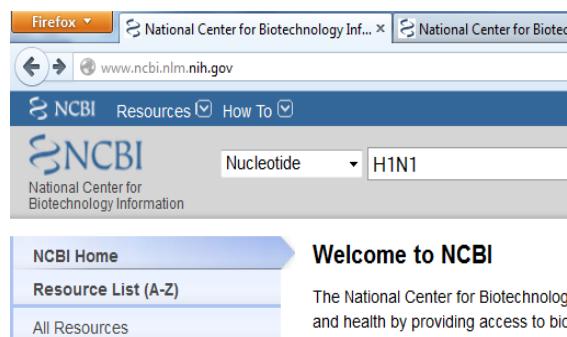 Firefox
National Center for Biotechnology Inf... × National Center for Biotec
www.ncbi.nlm.nih.gov
NCBI Resources How To
NCBI
National Center for
Biotechnology Information
Nucleotide H1N1
NCBI Home
Resource List (A-Z)
All Resources
Welcome to NCBI
The National Center for Biotechnolog
and health by providing access to bio